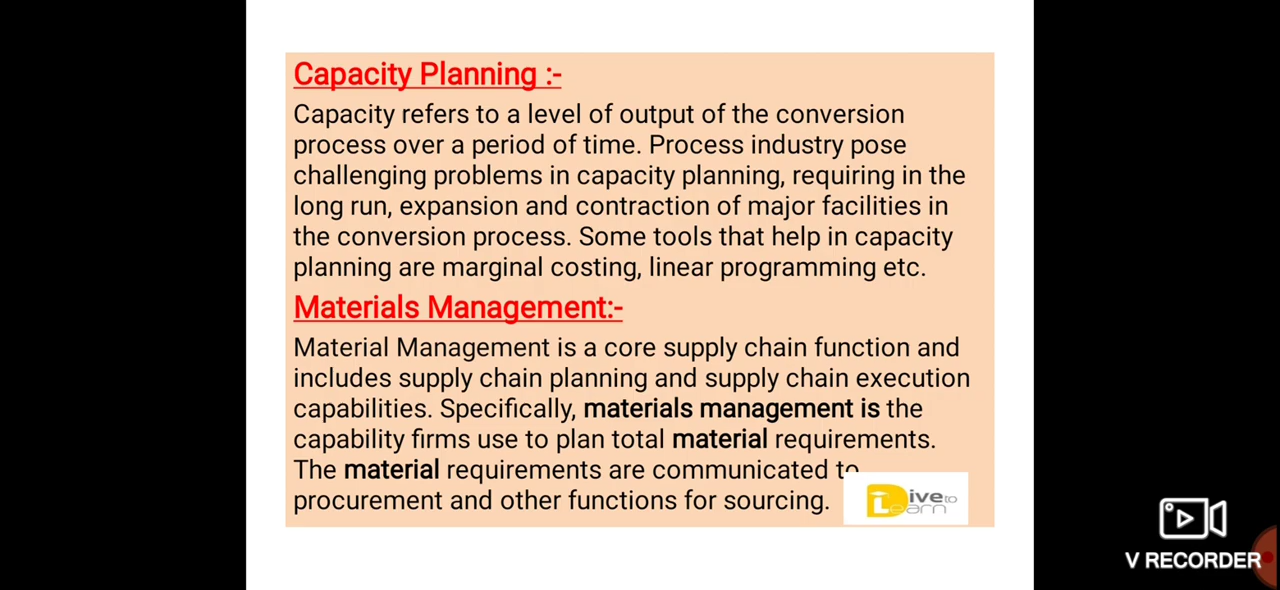 Capacity Planning :-
Capacity refers to a level of output of the conversion
process over a period of time. Process industry pose
challenging problems in capacity planning, requiring in the
long run, expansion and contraction of major facilities in
the conversion process. Some tools that help in capacity
planning are marginal costing, linear programming etc.
Materials Management:-
Material Management is a core supply chain function and
includes supply chain planning and supply chain execution
capabilities. Specifically, materials management is the
capability firms use to plan total material requirements.
The material requirements are communicated to
procurement and other functions for sourcing.
Dive to
Learn
V RECORDER